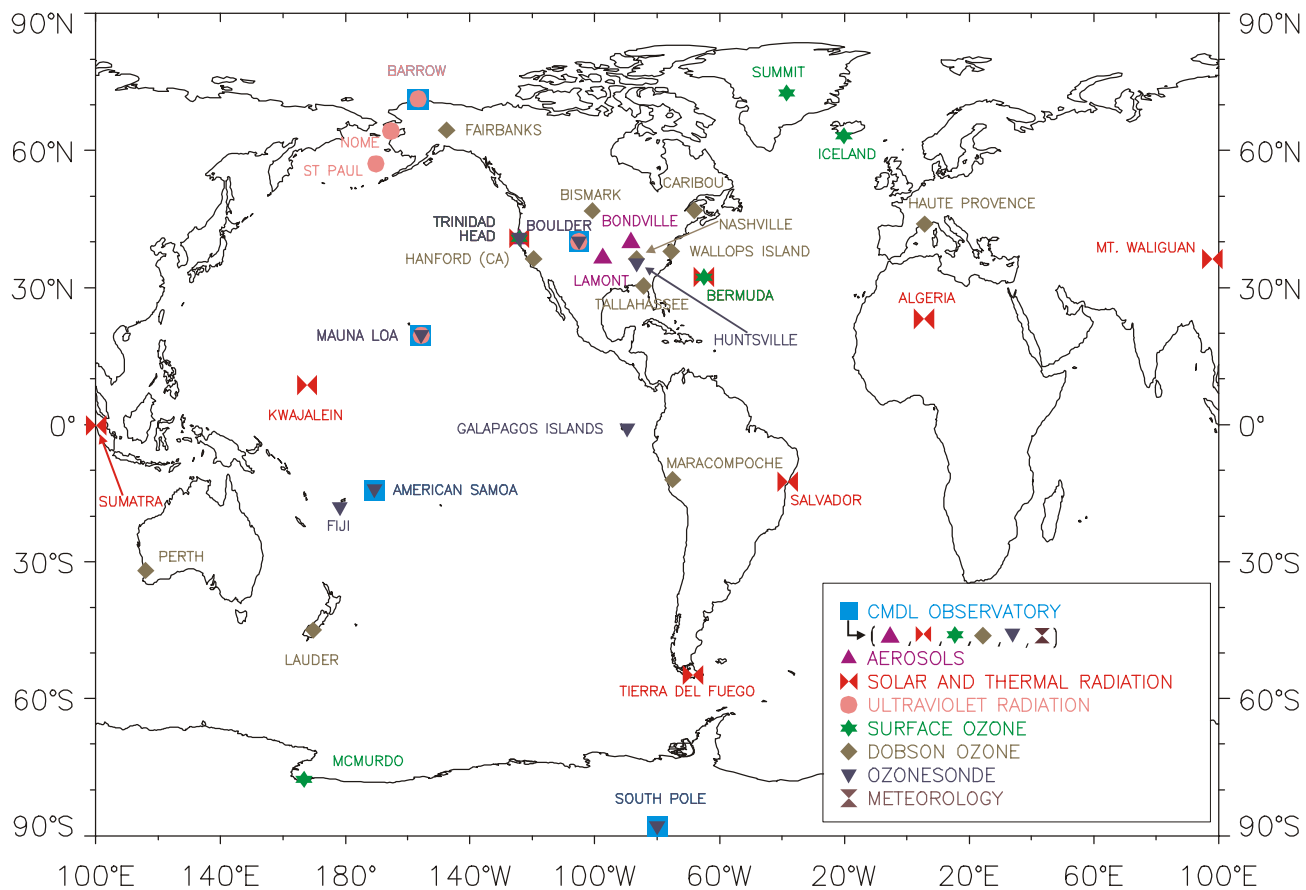 90°N 90°N
SUMMIT
BARROW
FAIRBANKS
NOME
ICELAND
60°N 60°N
ST PAUL
CARIBOU
BISMARK
HAUTE PROVENCE
BONDVILLE
TRINIDAD
HEAD
BOULDER
NASHVILLE
MT. WALIGUAN
WALLOPS ISLAND
HANFORD (CA)
LAMONT
30°N 30°N
BERMUDA
ALGERIA
TALLAHASSEE
MAUNA LOA
HUNTSVILLE
KWAJALEIN
0° 0°
GALAPAGOS ISLANDS
MARACOMPOCHE
AMERICAN SAMOA
SUMATRA
SALVADOR
FIJI
PERTH
30°S 30°S
CMDL OBSERVATORY
( , , , , , )
LAUDER
AEROSOLS
SOLAR AND THERMAL RADIATION
TIERRA DEL FUEGO
60°S 60°S
ULTRAVIOLET RADIATION
SURFACE OZONE
DOBSON OZONE
MCMURDO
OZONESONDE
METEOROLOGY
SOUTH POLE
90°S 90°S
100°E 140°E 180° 140°W 100°W 60°W 20°W 20°E 60°E 100°E